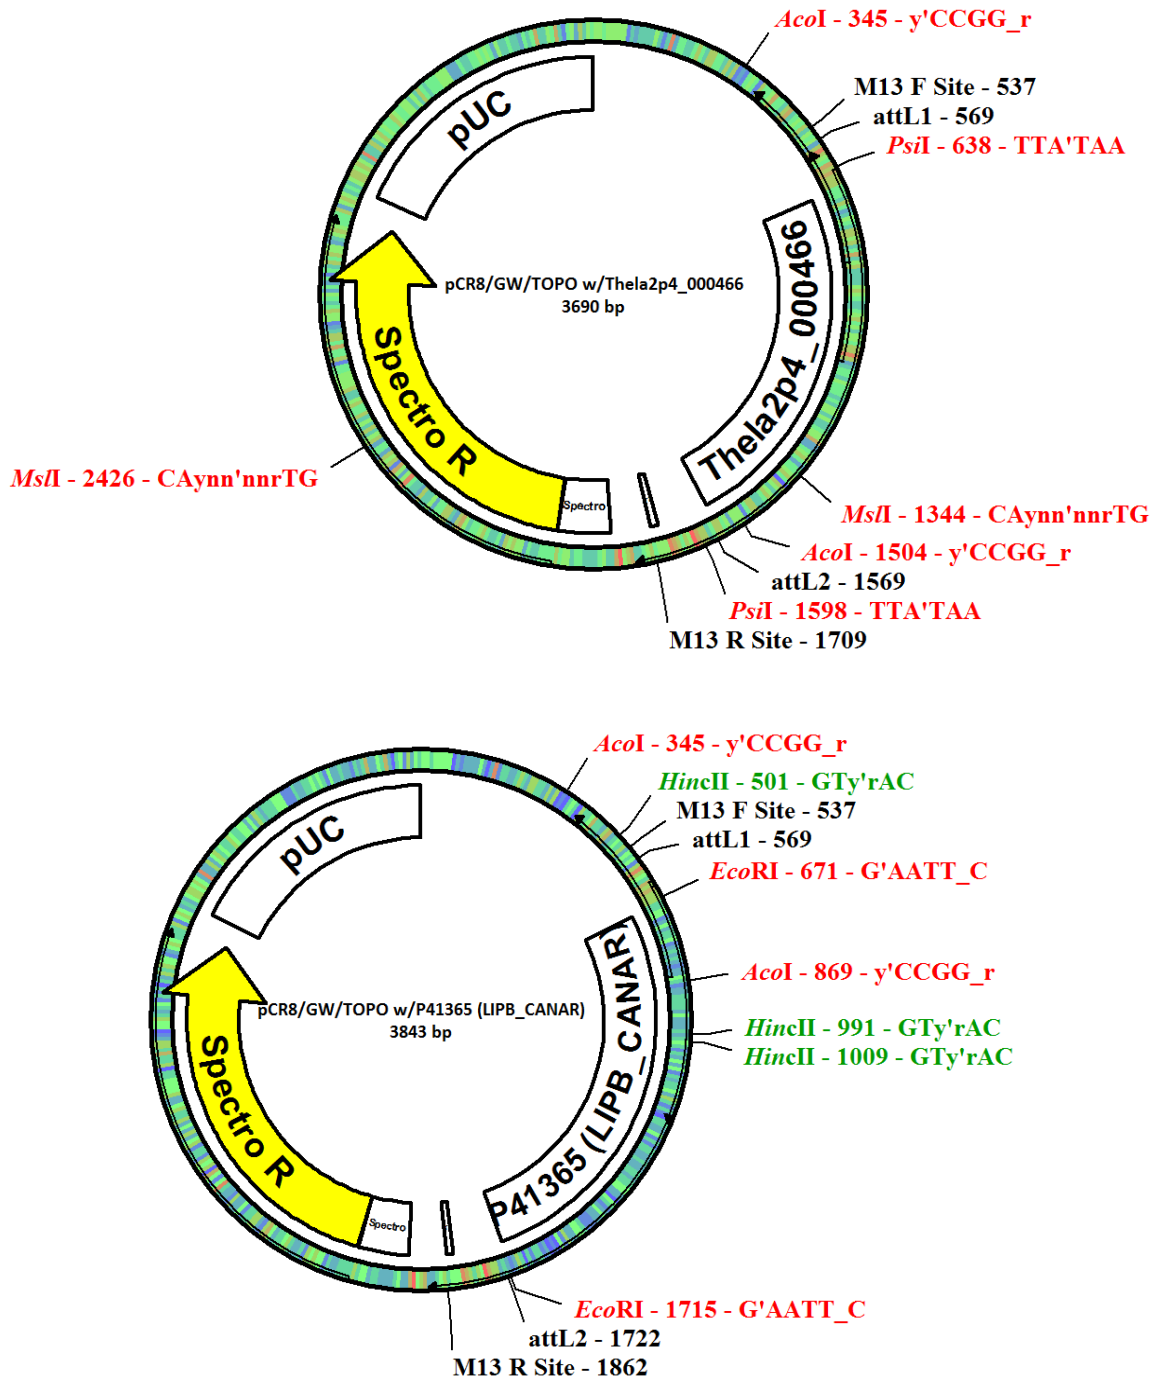 AcoI - 345 - y'CCGG_r
M13 F Site - 537
attL1 - 569
PsiI - 638 - TTA'TAA
pUC
Thela2p4_000466
pCR8/GW/TOPO w/Thela2p4_000466
3690 bp
Spectro R
Spectro
MslI - 2426 - CAynn'nnrTG
MslI - 1344 - CAynn'nnrTG
AcoI - 1504 - y'CCGG_r
attL2 - 1569
PsiI - 1598 - TTA'TAA
M13 R Site - 1709
AcoI - 345 - y'CCGG_r
HincII - 501 - GTy'rAC
M13 F Site - 537
attL1 - 569
EcoRI - 671 - G'AATT_C
pUC
P41365 (LIPB_CANAR)
AcoI - 869 - y'CCGG_r
pCR8/GW/TOPO w/P41365 (LIPB_CANAR)
3843 bp
HincII - 991 - GTy'rAC
HincII - 1009 - GTy'rAC
Spectro R
Spectro
EcoRI - 1715 - G'AATT_C
attL2 - 1722
M13 R Site - 1862